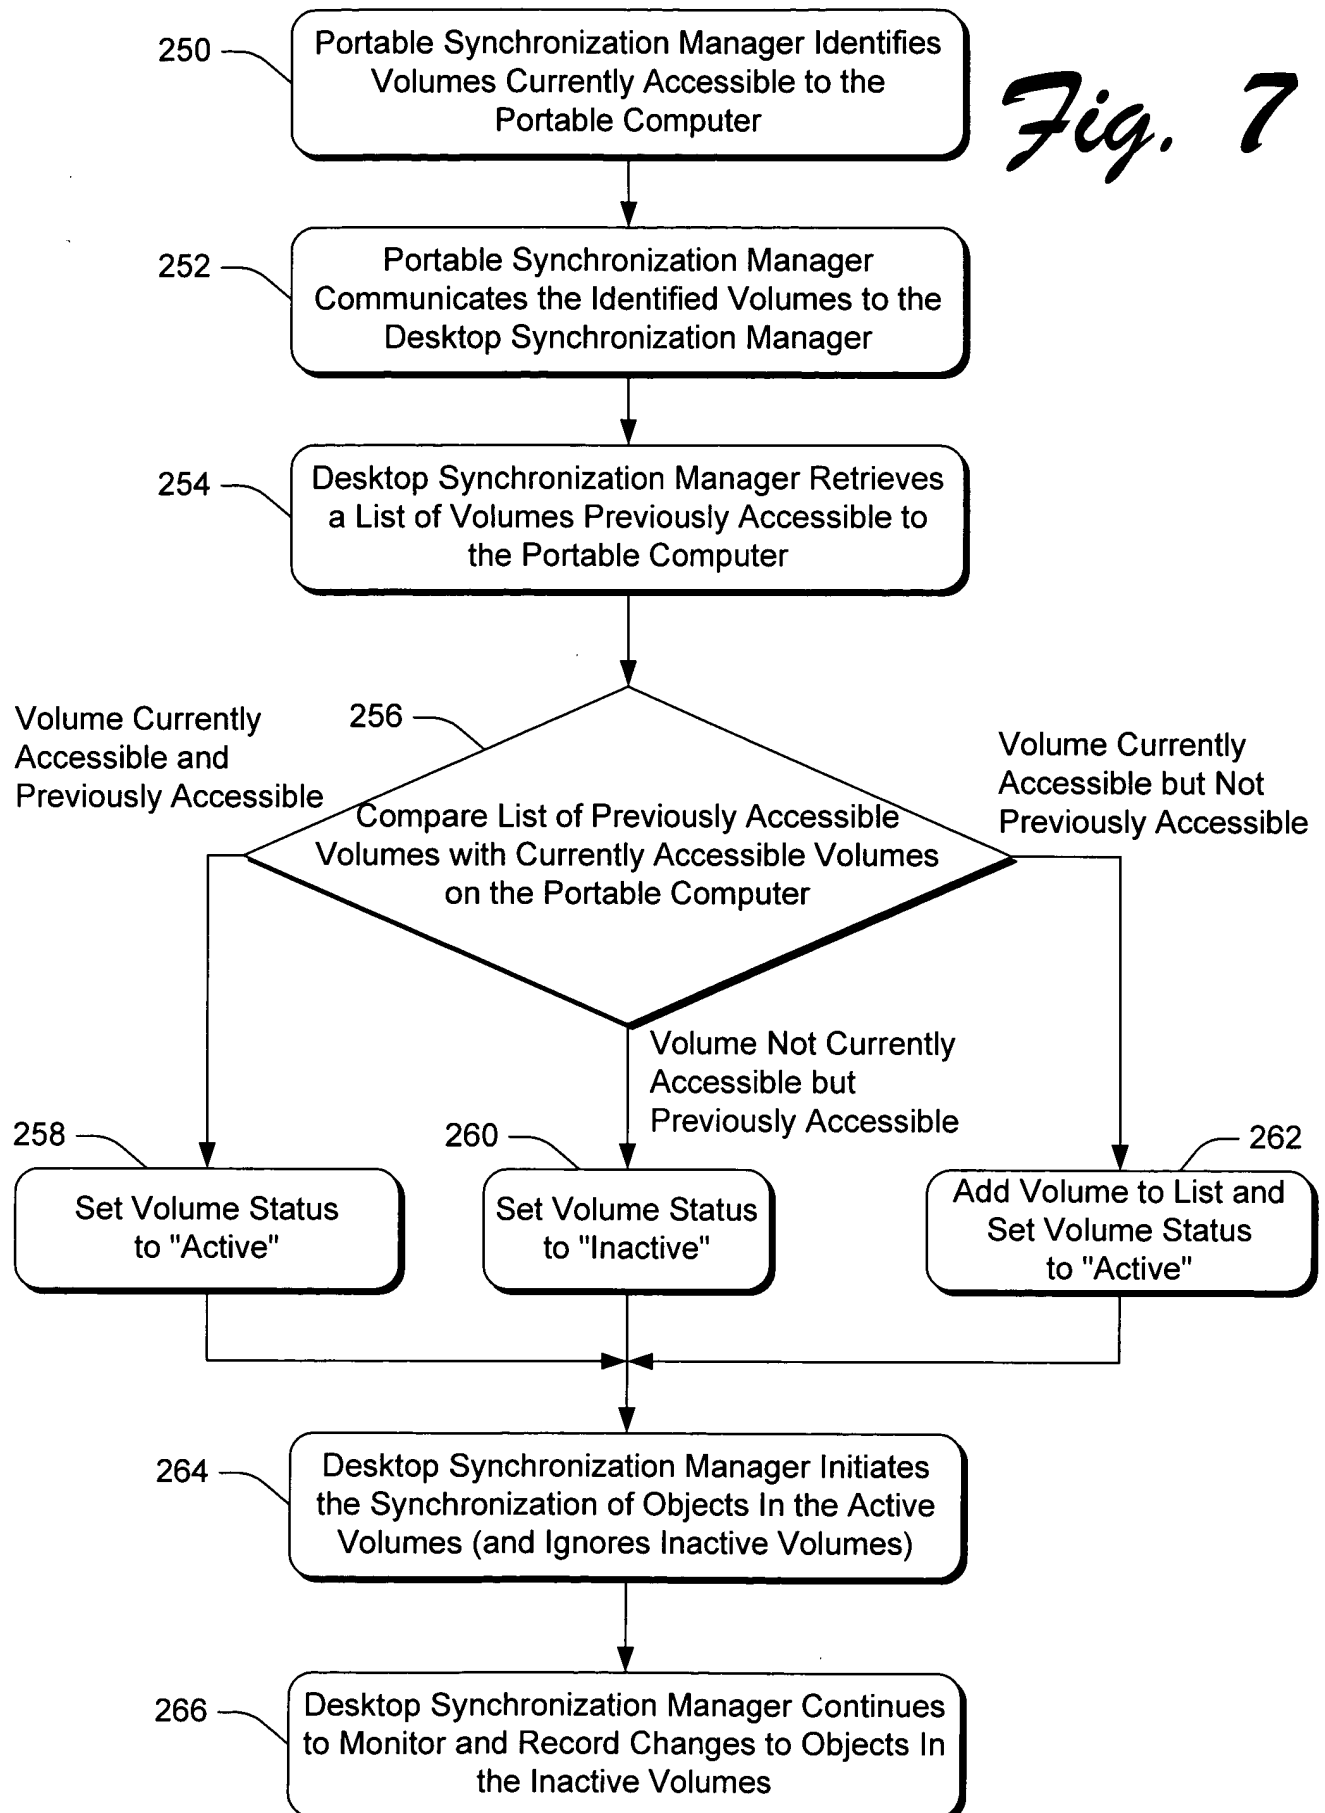 250
Portable Synchronization Manager Identifies
Volumes Currently Accessible to the
Portable Computer
Fig. 7
252
Portable Synchronization Manager
Communicates the Identified Volumes to the
Desktop Synchronization Manager
254
Desktop Synchronization Manager Retrieves
a List of Volumes Previously Accessible to
the Portable Computer
Volume Currently
Accessible and
Previously Accessible
256
Compare List of Previously Accessible
Volumes with Currently Accessible Volumes
on the Portable Computer
Volume Currently
Accessible but Not
Previously Accessible
Volume Not Currently
Accessible but
Previously Accessible
258
Set Volume Status
to "Active"
260
Set Volume Status
to "Inactive"
262
Add Volume to List and
Set Volume Status
to "Active"
264
Desktop Synchronization Manager Initiates
the Synchronization of Objects In the Active
Volumes (and Ignores Inactive Volumes)
266
Desktop Synchronization Manager Continues
to Monitor and Record Changes to Objects In
the Inactive Volumes